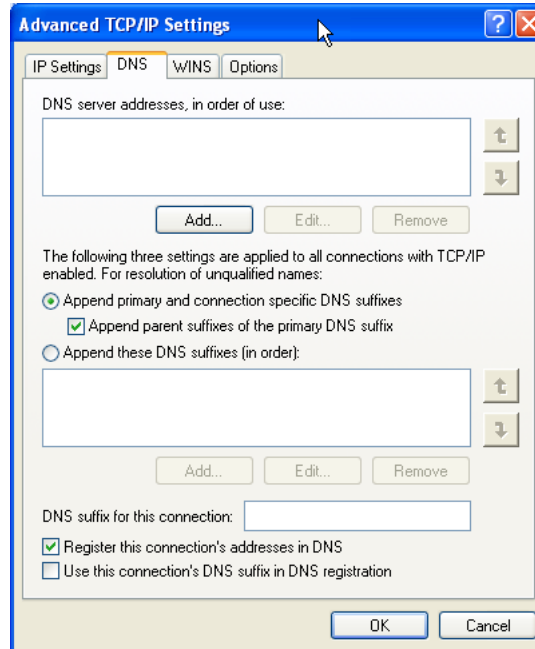 Advanced TCP/IP Settings
IP Settings DNS WINS Options
DNS server addresses, in order of use:
Add... Edit... Remove
The following three settings are applied to all connections with TCP/IP
enabled. For resolution of unqualified names:
Append primary and connection specific DNS suffixes
Append parent suffixes of the primary DNS suffix
Append these DNS suffixes (in order):
Add... Edit... Remove
DNS suffix for this connection:
Register this connection's addresses in DNS
Use this connection's DNS suffix in DNS registration
OK Cancel